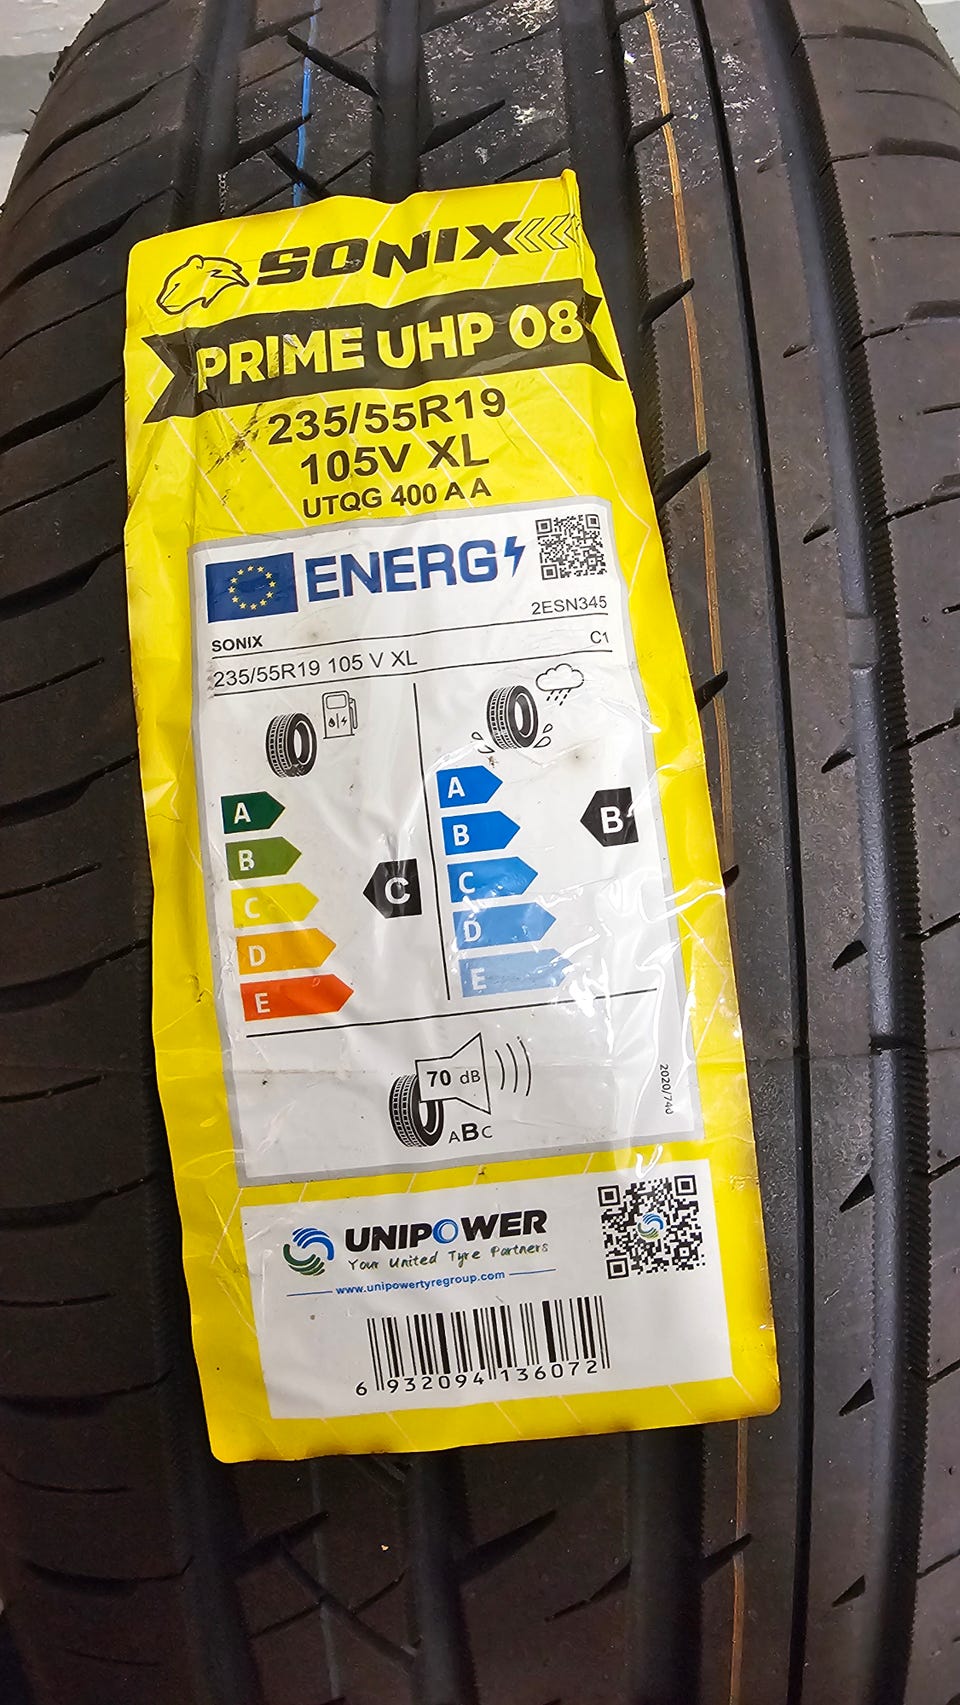 SONIX
PRIME UHP 08
235/55R19
105V XL
UTQG 400 A A
ENERG
2ESN345
SONIX
C1
235/55R19 105 V XL
A
B
C
D
E
C
A
B
C
D
E
B
70 dB
ABC
2020/740
UNIPOWER
Your United Tyre Partners
www.unipowertyregroup.com
6 932094 136072